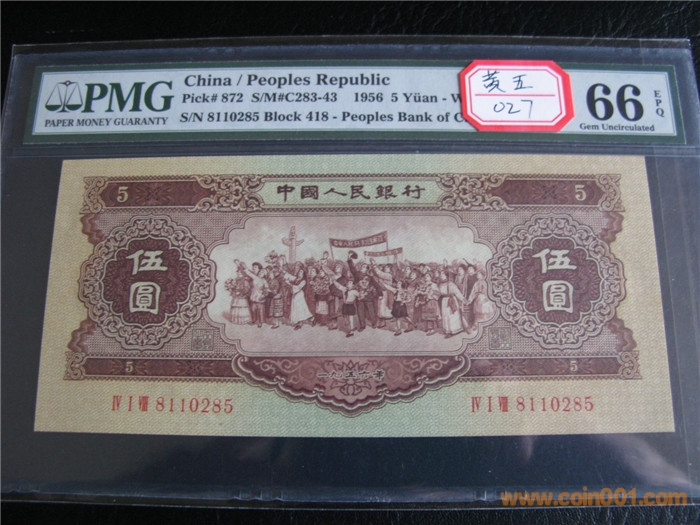 PMG
PAPER MONEY GUARANTY
China / Peoples Republic
Pick# 872 S/M#C283-43 1956 5 Yüan - W
S/N 8110285 Block 418 - Peoples Bank of C
黄五
027
66 EPQ
Gem Uncirculated
5 中國人民銀行 5
伍圓 伍圓
5 一九五六年 5
IV I VIII 8110285 IV I VIII 8110285
www.coin001.com